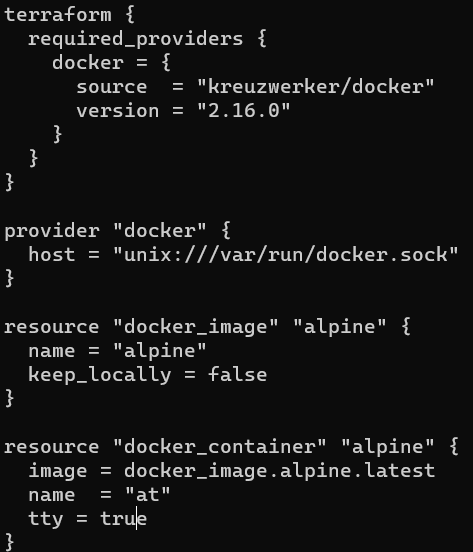 terraform {
  required_providers {
    docker = {
      source  = "kreuzwerker/docker"
      version = "2.16.0"
    }
  }
}

provider "docker" {
  host = "unix:///var/run/docker.sock"
}

resource "docker_image" "alpine" {
  name = "alpine"
  keep_locally = false
}

resource "docker_container" "alpine" {
  image = docker_image.alpine.latest
  name  = "at"
  tty = true
}